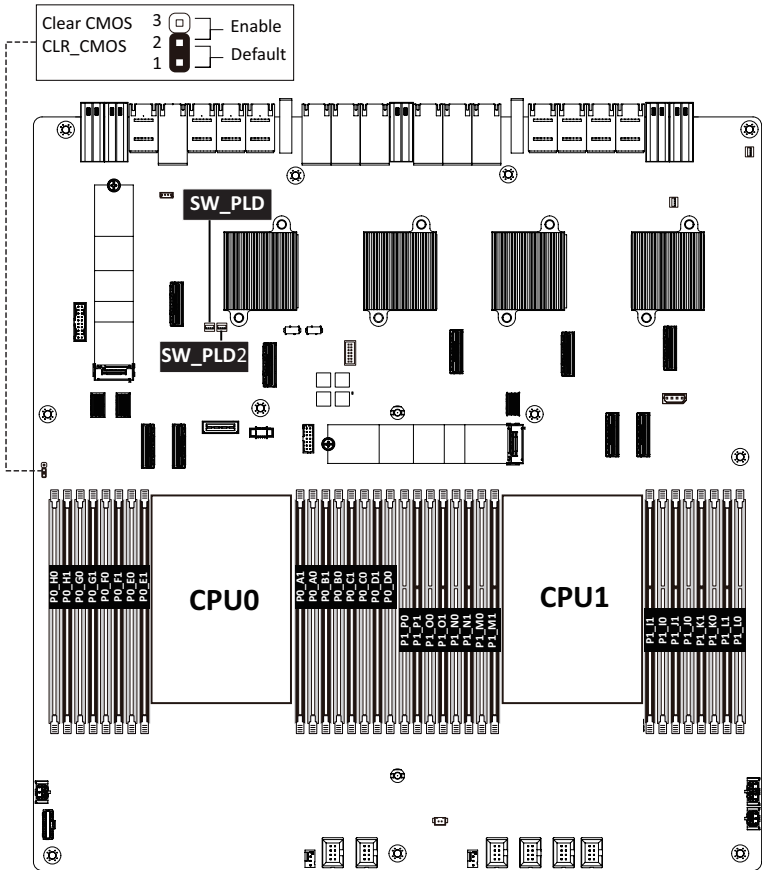 Clear CMOS 3 Enable
CLR_CMOS 2
1 Default
SW_PLD
SW_PLD2
P0_H0
P0_H1
P0_G0
P0_G1
P0_F0
P0_F1
P0_E0
P0_E1
CPU0
P0_A1
P0_A0
P0_B1
P0_B0
P0_C1
P0_C0
P0_D1
P0_D0
P1_P0
P1_P1
P1_O0
P1_O1
P1_N0
P1_N1
P1_M0
P1_M1
CPU1
P1_I1
P1_I0
P1_J1
P1_J0
P1_K1
P1_K0
P1_L1
P1_L0